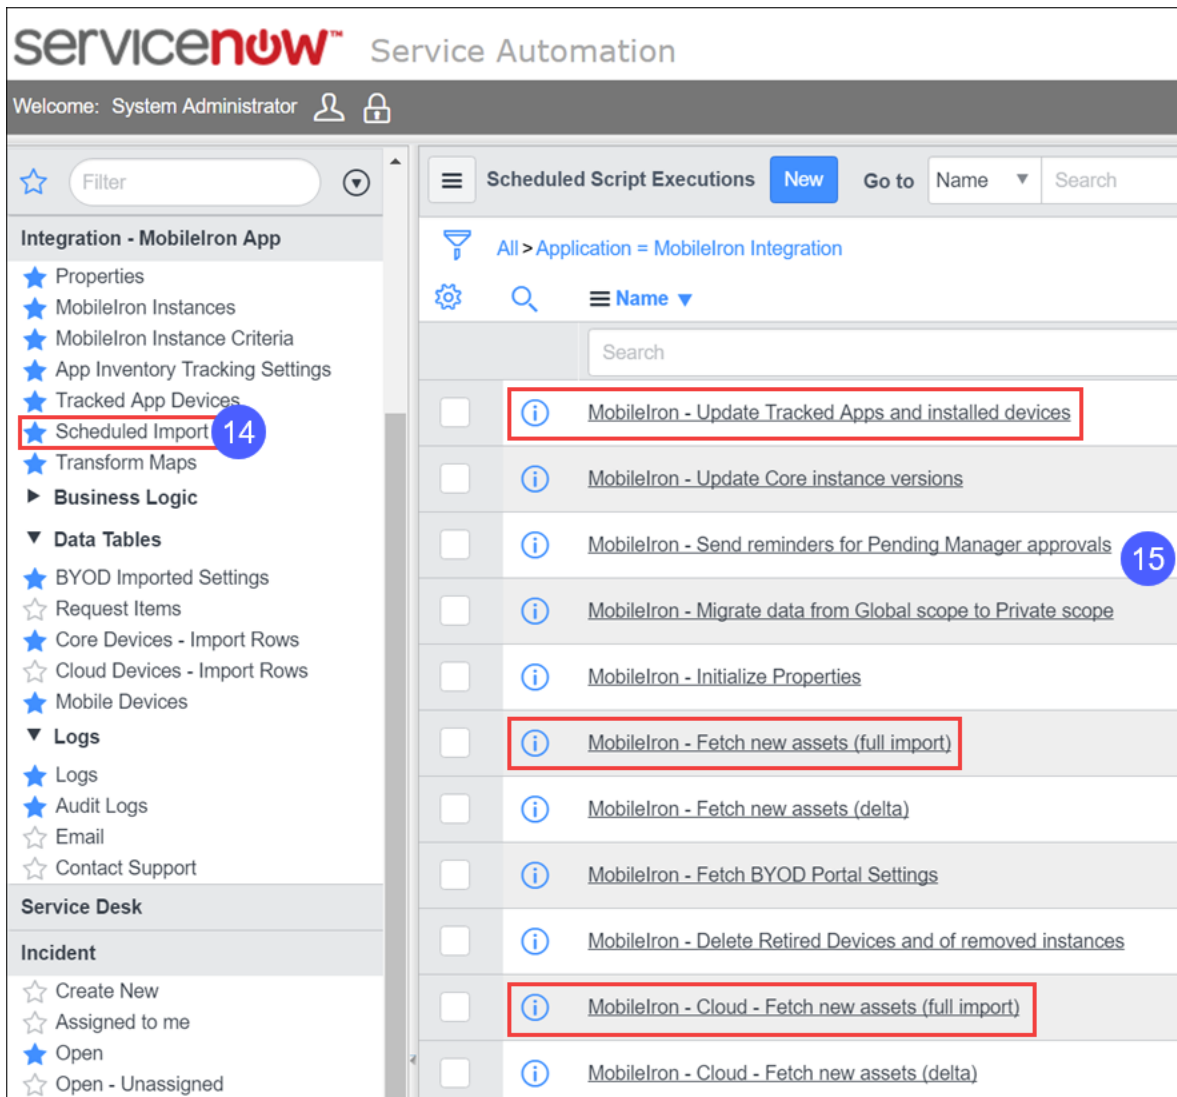 servicenow™ Service Automation
Welcome: System Administrator
Filter
Integration - MobileIron App
Properties
MobileIron Instances
MobileIron Instance Criteria
App Inventory Tracking Settings
Tracked App Devices
Scheduled Import
14
Transform Maps
Business Logic
Data Tables
BYOD Imported Settings
Request Items
Core Devices - Import Rows
Cloud Devices - Import Rows
Mobile Devices
Logs
Logs
Audit Logs
Email
Contact Support
Service Desk
Incident
Create New
Assigned to me
Open
Open - Unassigned
Scheduled Script Executions New Go to Name Search
All > Application = MobileIron Integration
Name
Search
MobileIron - Update Tracked Apps and installed devices
MobileIron - Update Core instance versions
MobileIron - Send reminders for Pending Manager approvals
15
MobileIron - Migrate data from Global scope to Private scope
MobileIron - Initialize Properties
MobileIron - Fetch new assets (full import)
MobileIron - Fetch new assets (delta)
MobileIron - Fetch BYOD Portal Settings
MobileIron - Delete Retired Devices and of removed instances
MobileIron - Cloud - Fetch new assets (full import)
MobileIron - Cloud - Fetch new assets (delta)